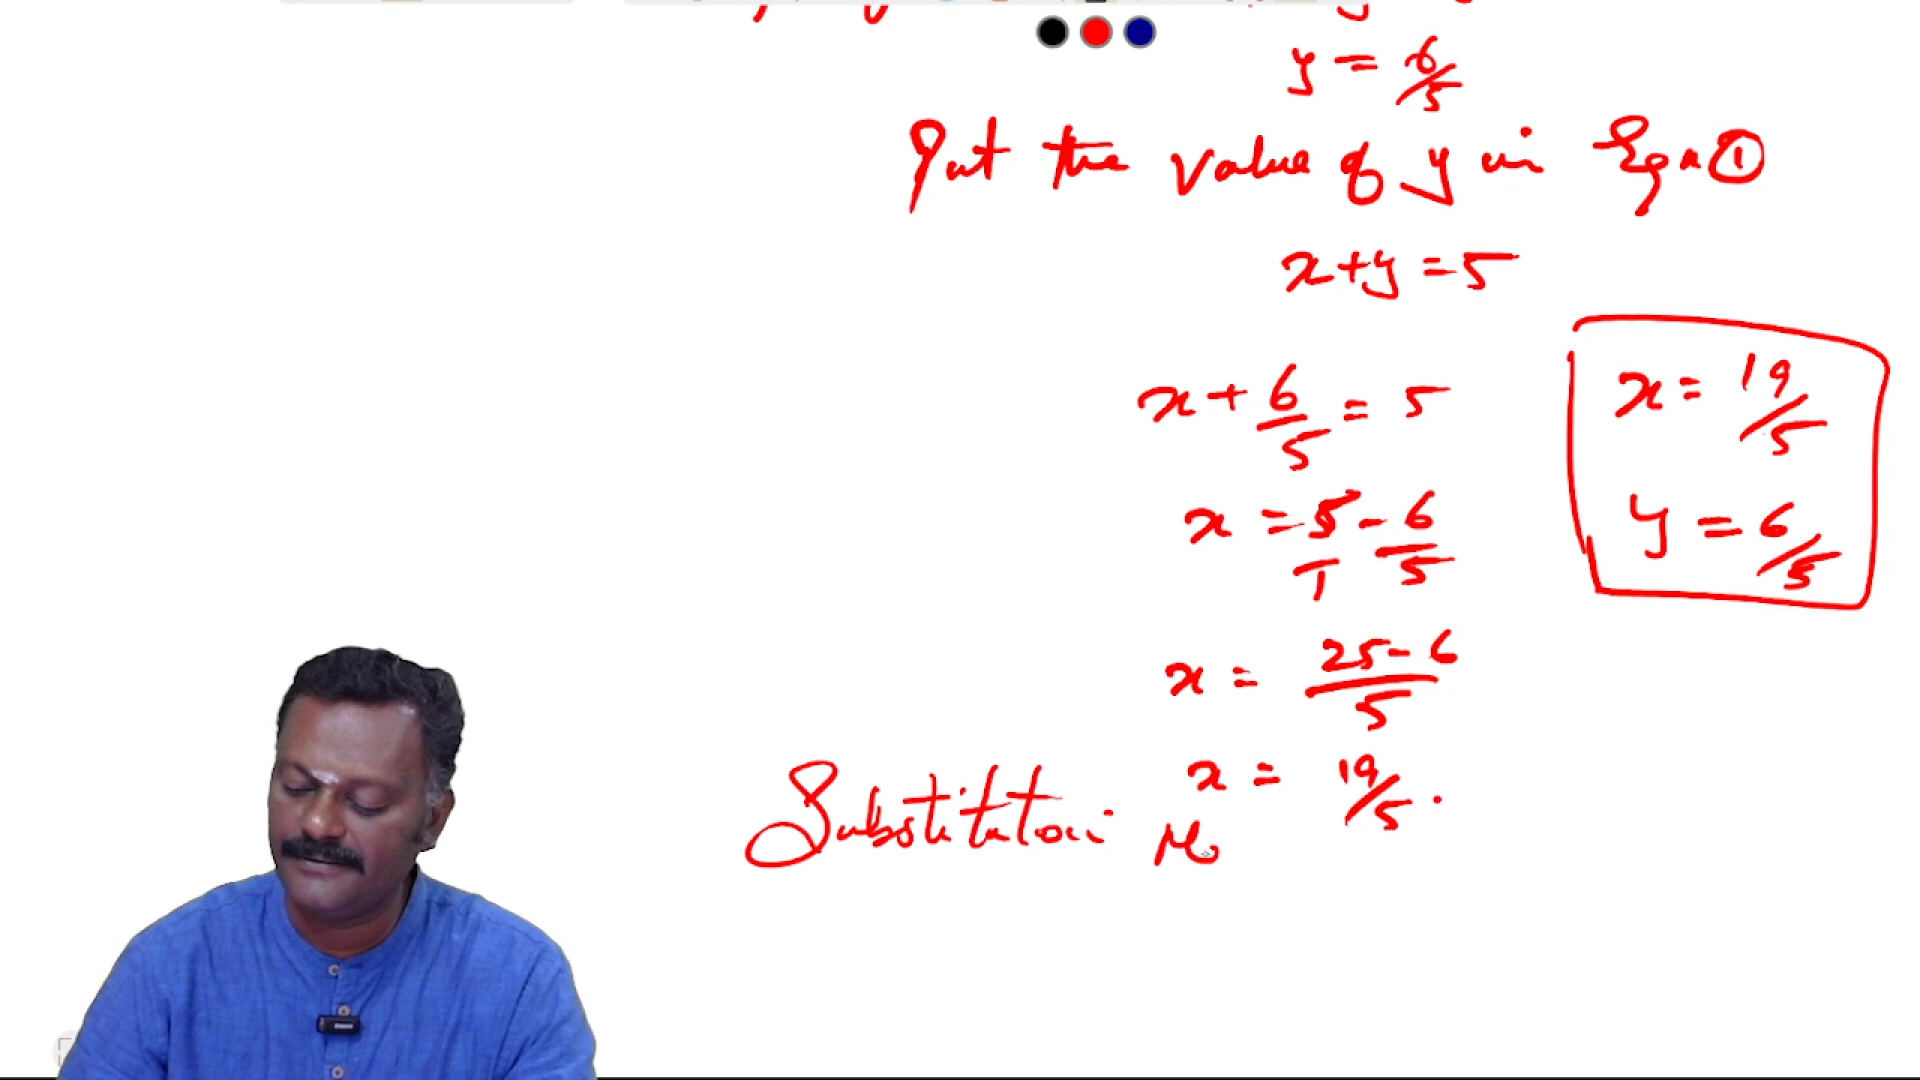 y = 6/5
Put the value of y in Eqn ①
x + y = 5
x + 6/5 = 5
x = 5/1 - 6/5
x = 25-6/5
x = 19/5.
x = 19/5
y = 6/5
Substitution Me